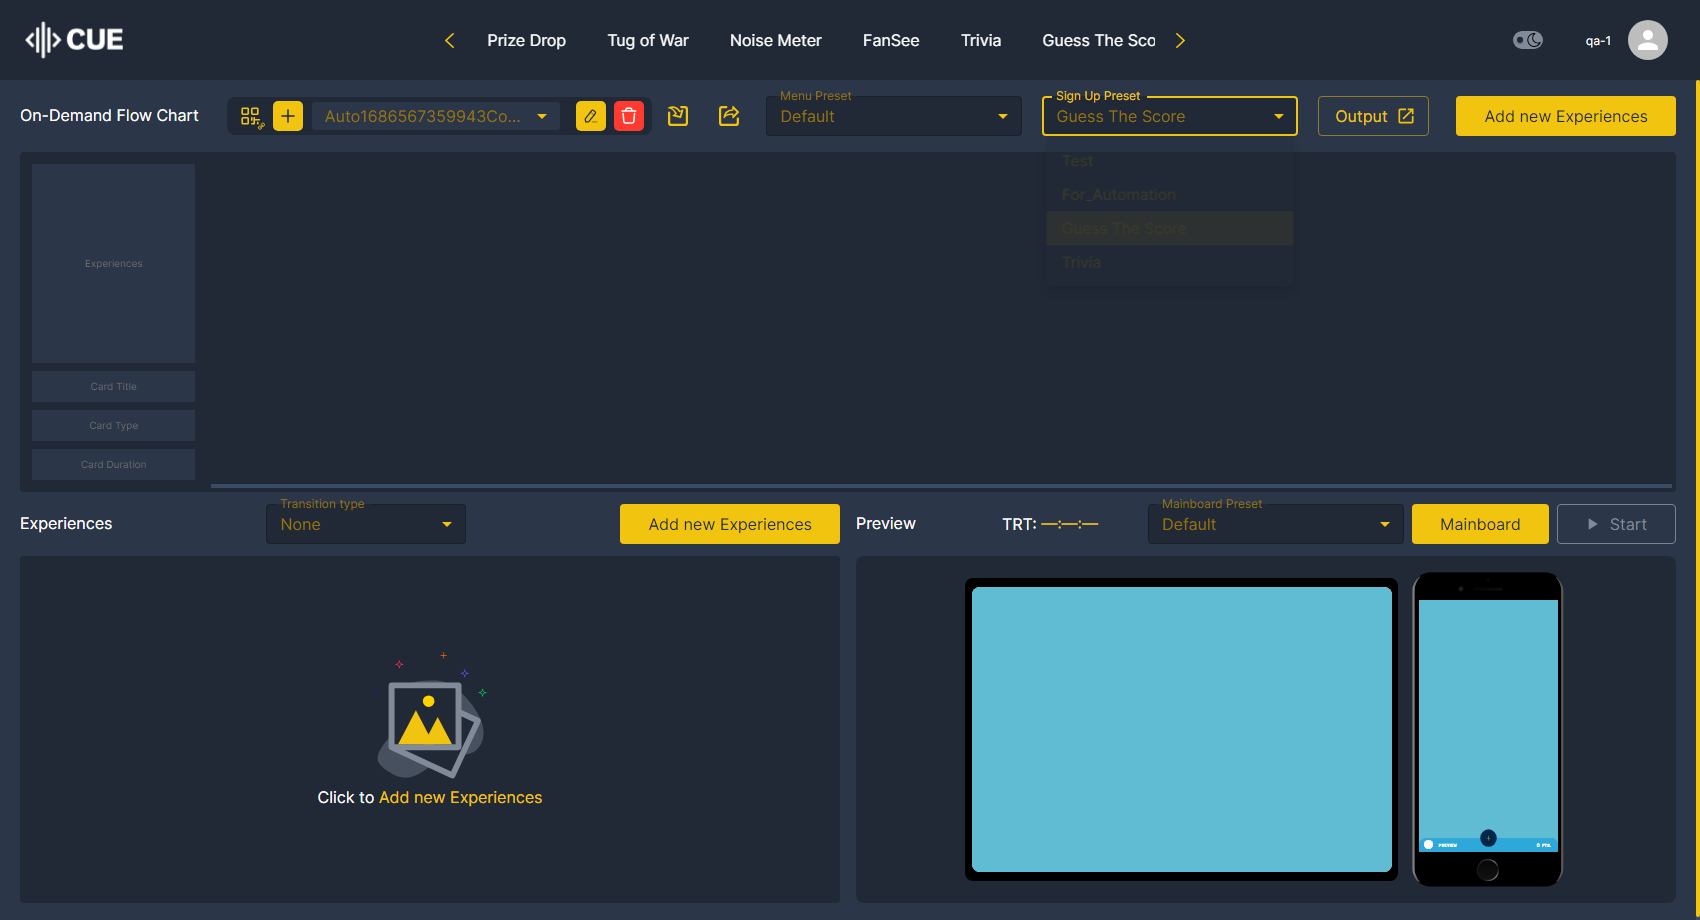 CUE
Prize Drop
Tug of War
Noise Meter
FanSee
Trivia
Guess The Sco
qa-1
On-Demand Flow Chart
Auto1686567359943Co...
Menu Preset
Default
Sign Up Preset
Guess The Score
Output
Add new Experiences
Test
For_Automation
Guess The Score
Trivia
Experiences
Card Title
Card Type
Card Duration
Experiences
Transition type
None
Add new Experiences
Preview
TRT: —:—:—
Mainboard Preset
Default
Mainboard
Start
Click to Add new Experiences
PREVIEW
0 PTS.